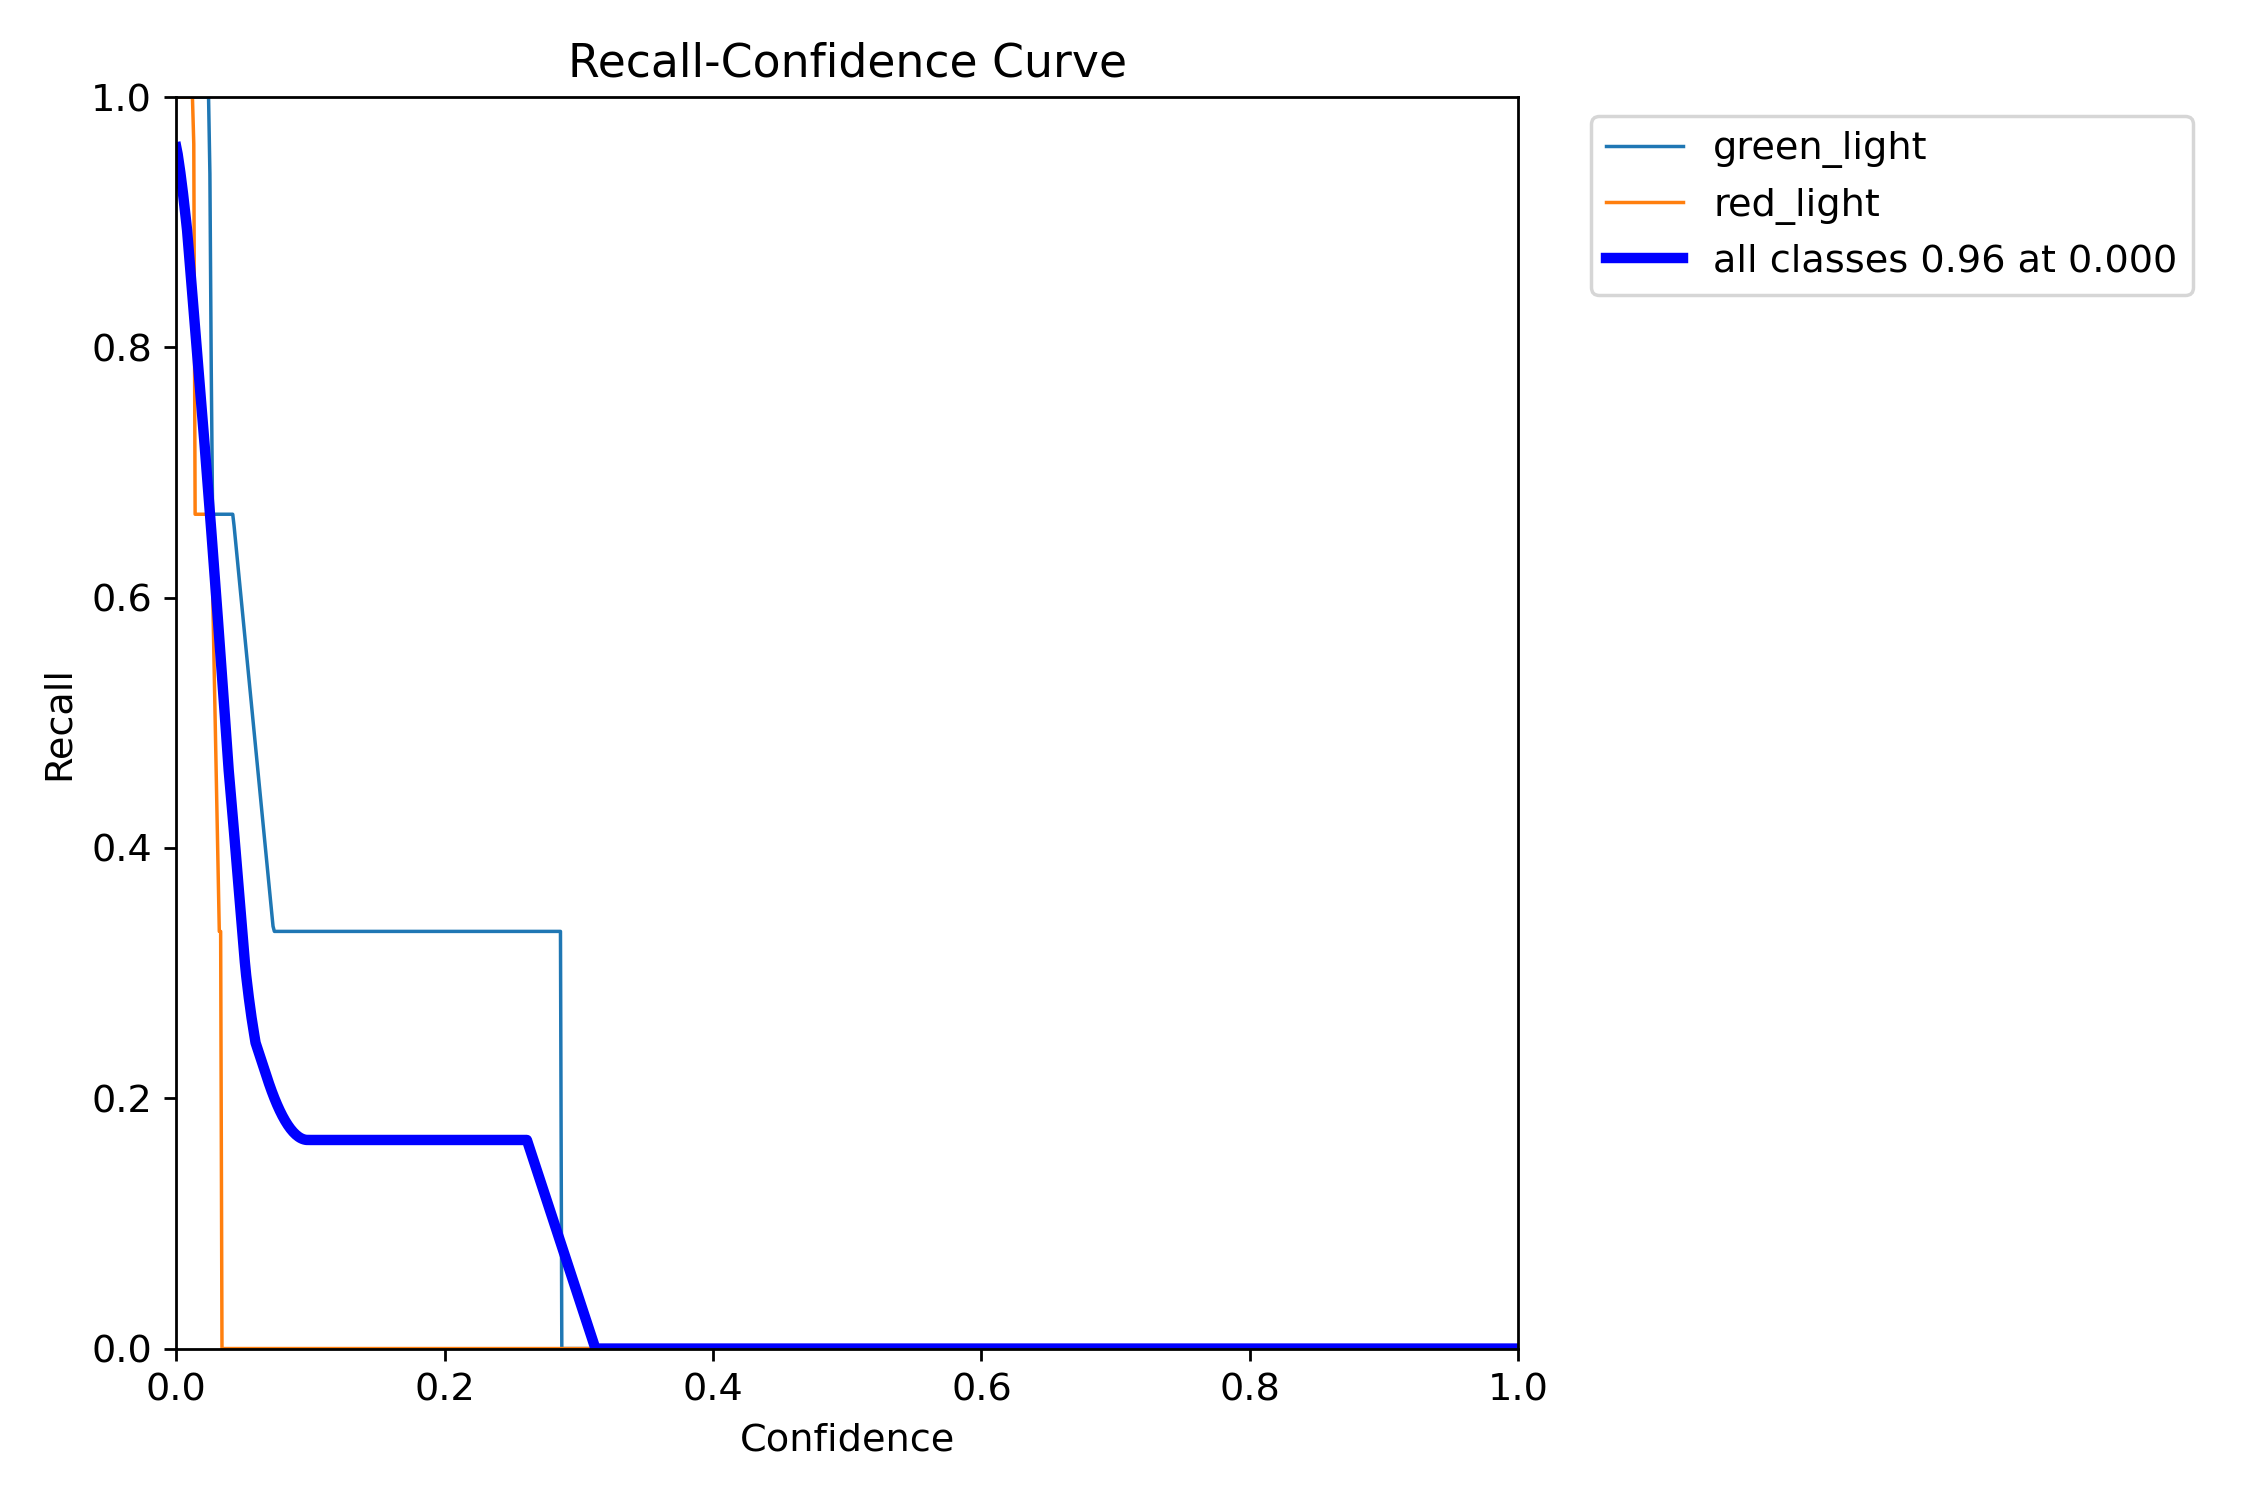 Recall-Confidence Curve
1.0
0.8
0.6
0.4
0.2
0.0
Recall
0.0 0.2 0.4 0.6 0.8 1.0
Confidence
green_light
red_light
all classes 0.96 at 0.000